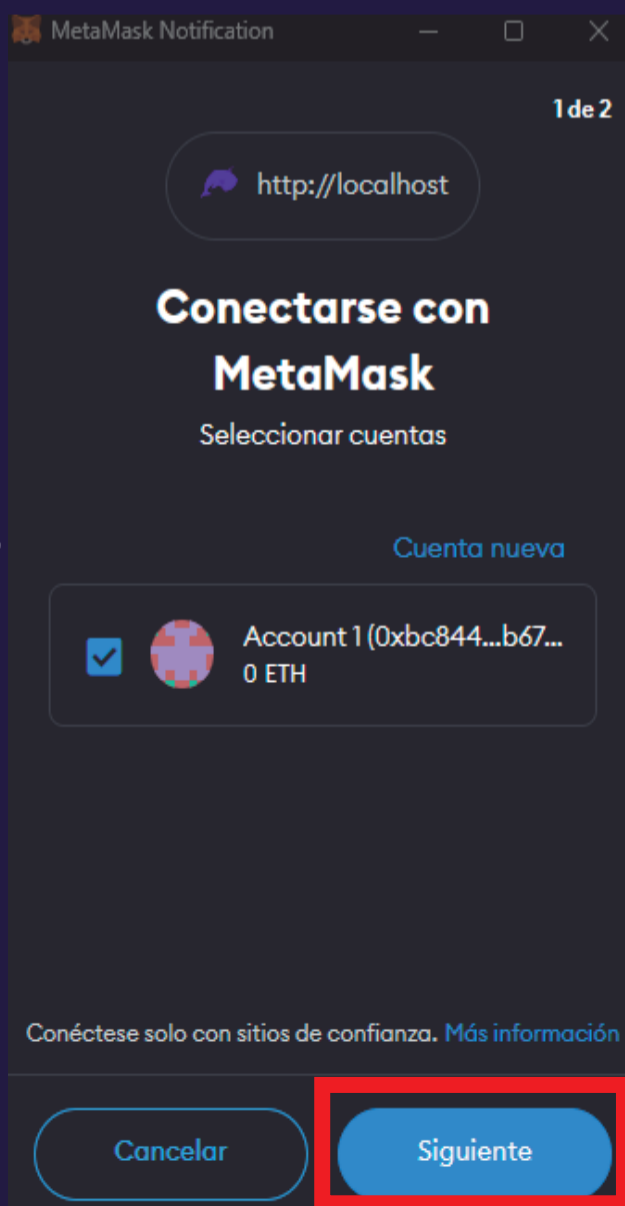 MetaMask Notification
1 de 2
http://localhost
Conectarse con
MetaMask
Seleccionar cuentas
Cuenta nueva
Account 1 (0xbc844...b67...
0 ETH
Conéctese solo con sitios de confianza. Más información
Cancelar
Siguiente